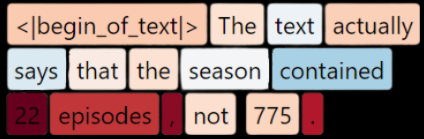 <|begin_of_text|> The text actually
says that the season contained
22 episodes , not 775 .